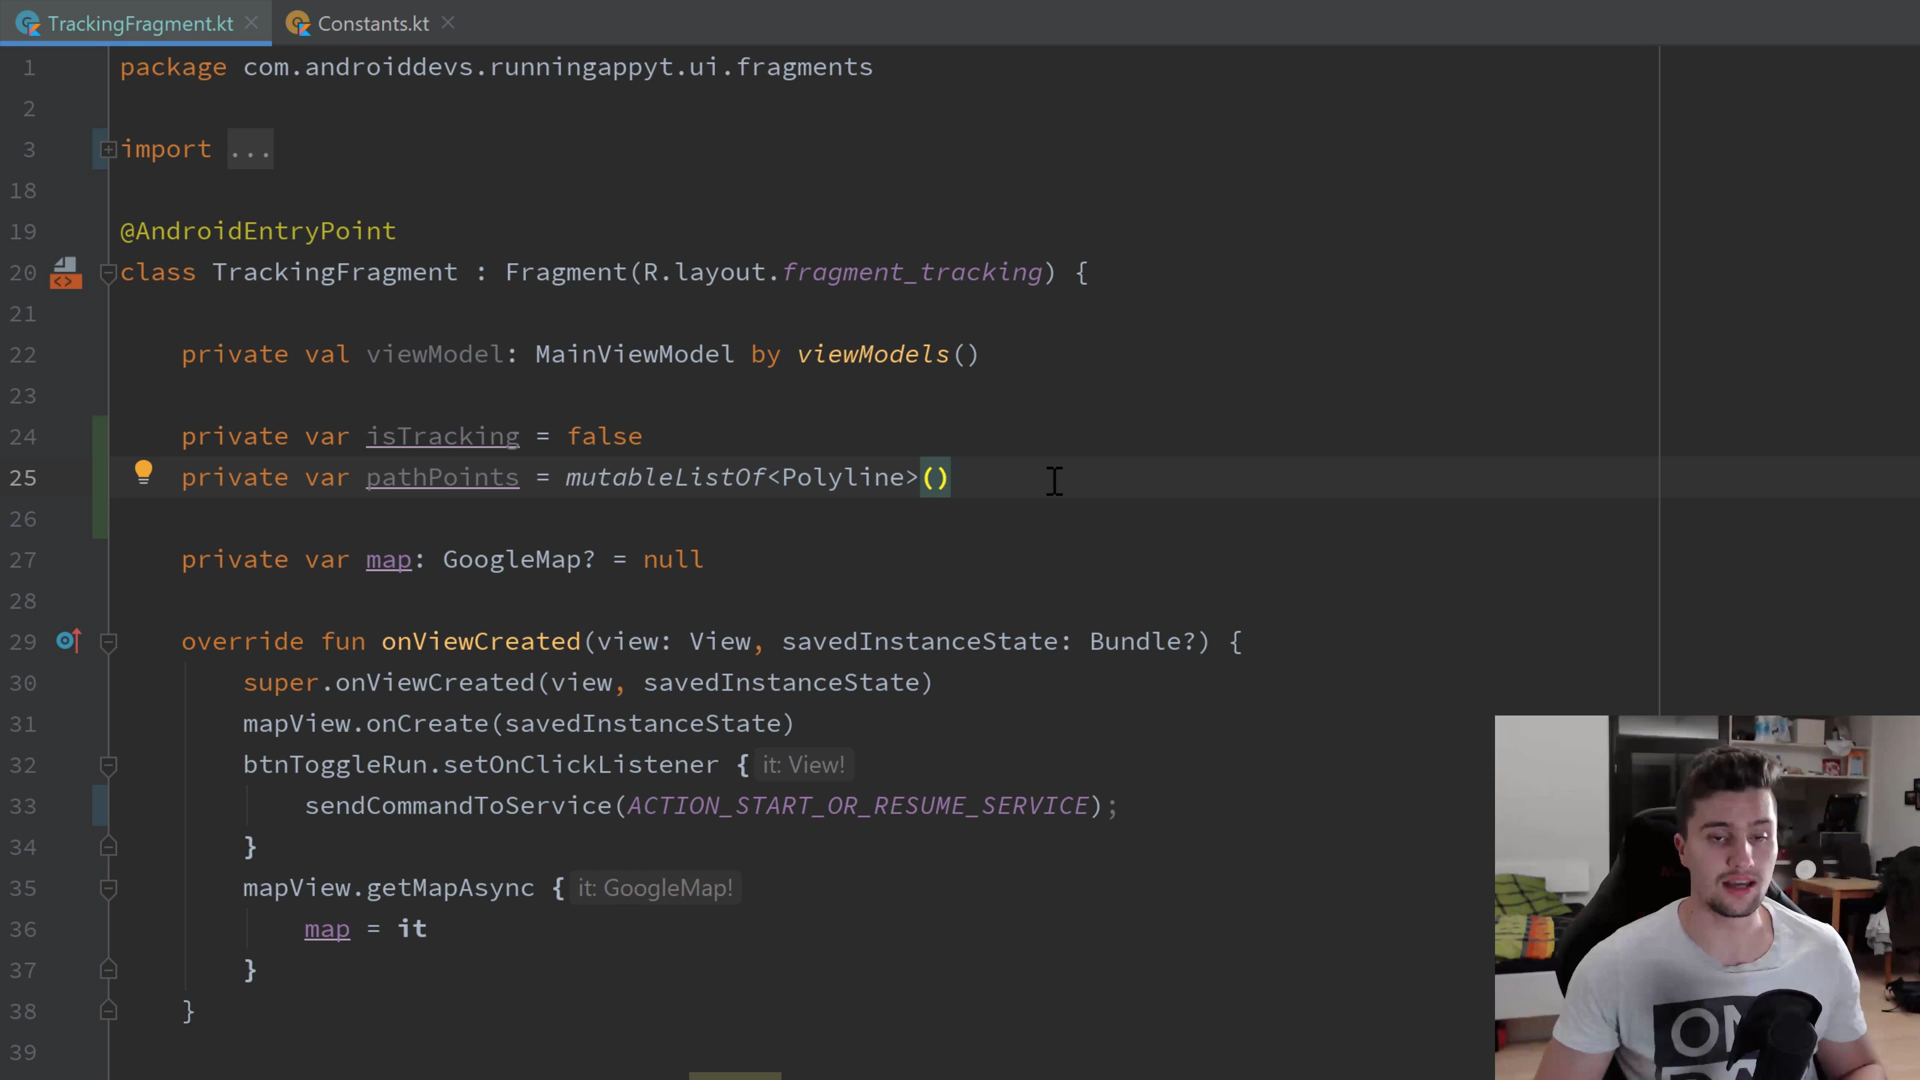 TrackingFragment.kt
Constants.kt
1 package com.androiddevs.runningappyt.ui.fragments
2
3 import ...
18
19 @AndroidEntryPoint
20 class TrackingFragment : Fragment(R.layout.fragment_tracking) {
21
22 private val viewModel: MainViewModel by viewModels()
23
24 private var isTracking = false
25 private var pathPoints = mutableListOf<Polyline>()
26
27 private var map: GoogleMap? = null
28
29 override fun onViewCreated(view: View, savedInstanceState: Bundle?) {
30 super.onViewCreated(view, savedInstanceState)
31 mapView.onCreate(savedInstanceState)
32 btnToggleRun.setOnClickListener { it: View!
33 sendCommandToService(ACTION_START_OR_RESUME_SERVICE);
34 }
35 mapView.getMapAsync { it: GoogleMap!
36 map = it
37 }
38 }
39